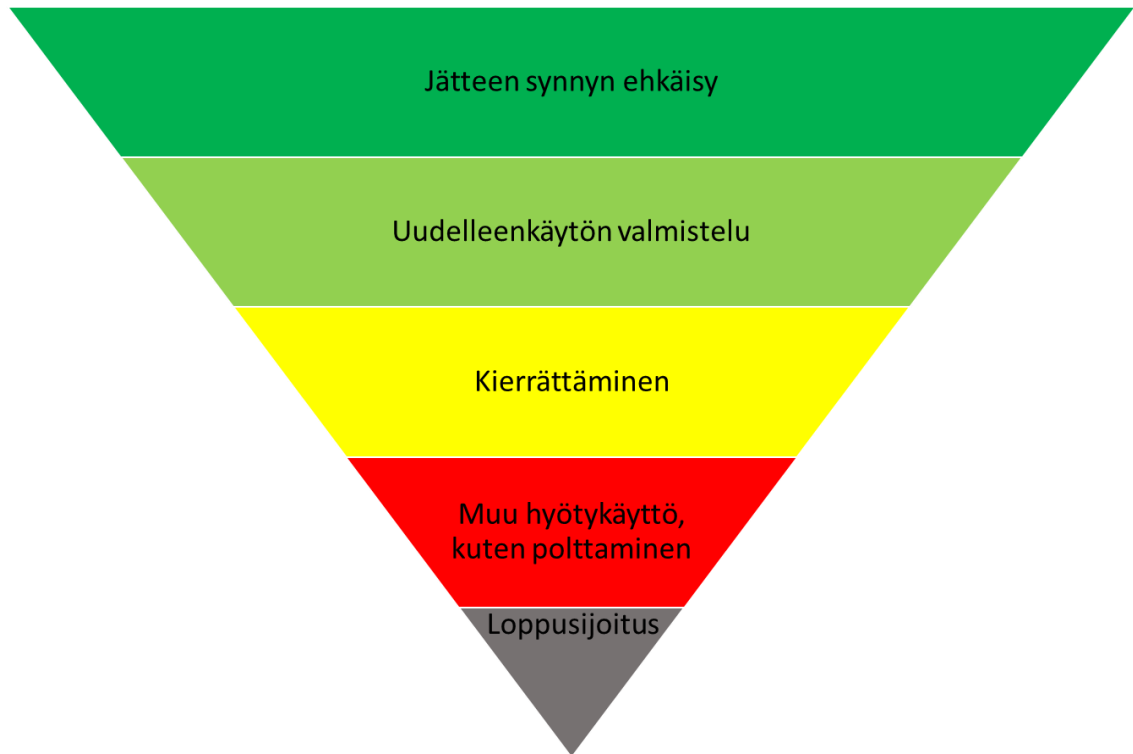 Jätteen synnyn ehkäisy
Uudelleenkäytön valmistelu
Kierrättäminen
Muu hyötykäyttö,
kuten polttaminen
Loppusijoitus